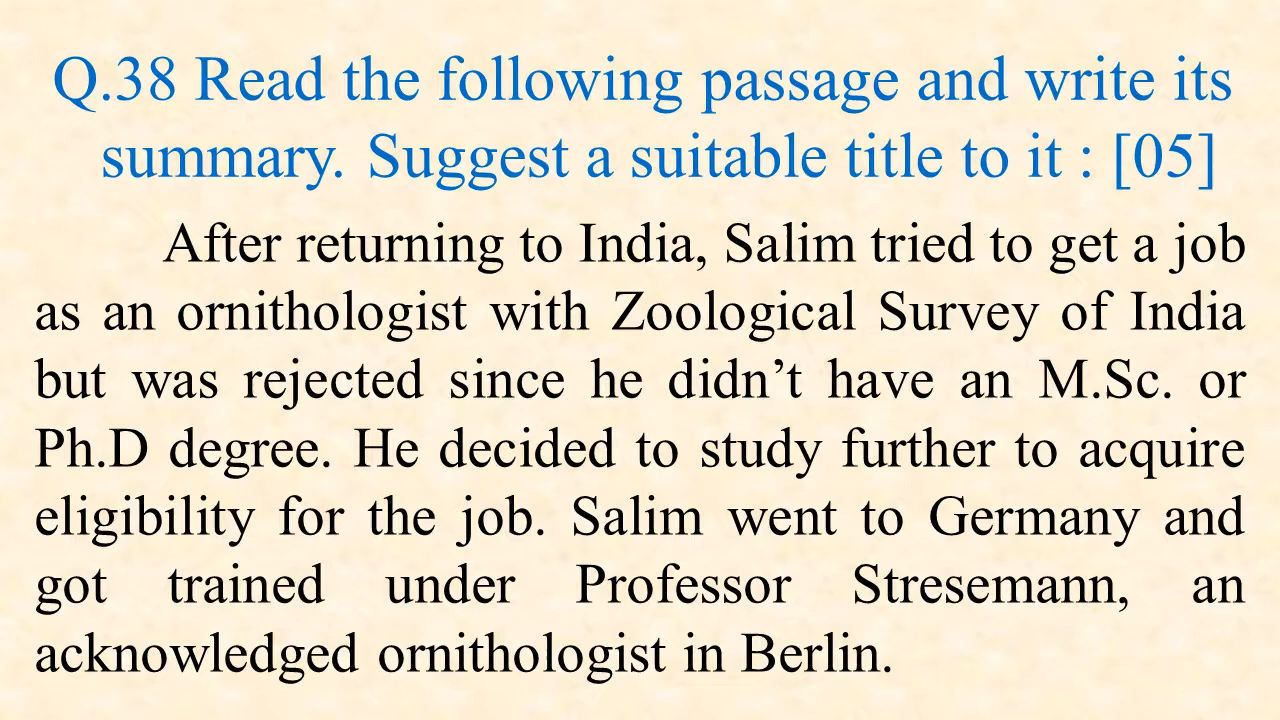 Q.38 Read the following passage and write its
summary. Suggest a suitable title to it : [05]
After returning to India, Salim tried to get a job
as an ornithologist with Zoological Survey of India
but was rejected since he didn’t have an M.Sc. or
Ph.D degree. He decided to study further to acquire
eligibility for the job. Salim went to Germany and
got trained under Professor Stresemann, an
acknowledged ornithologist in Berlin.